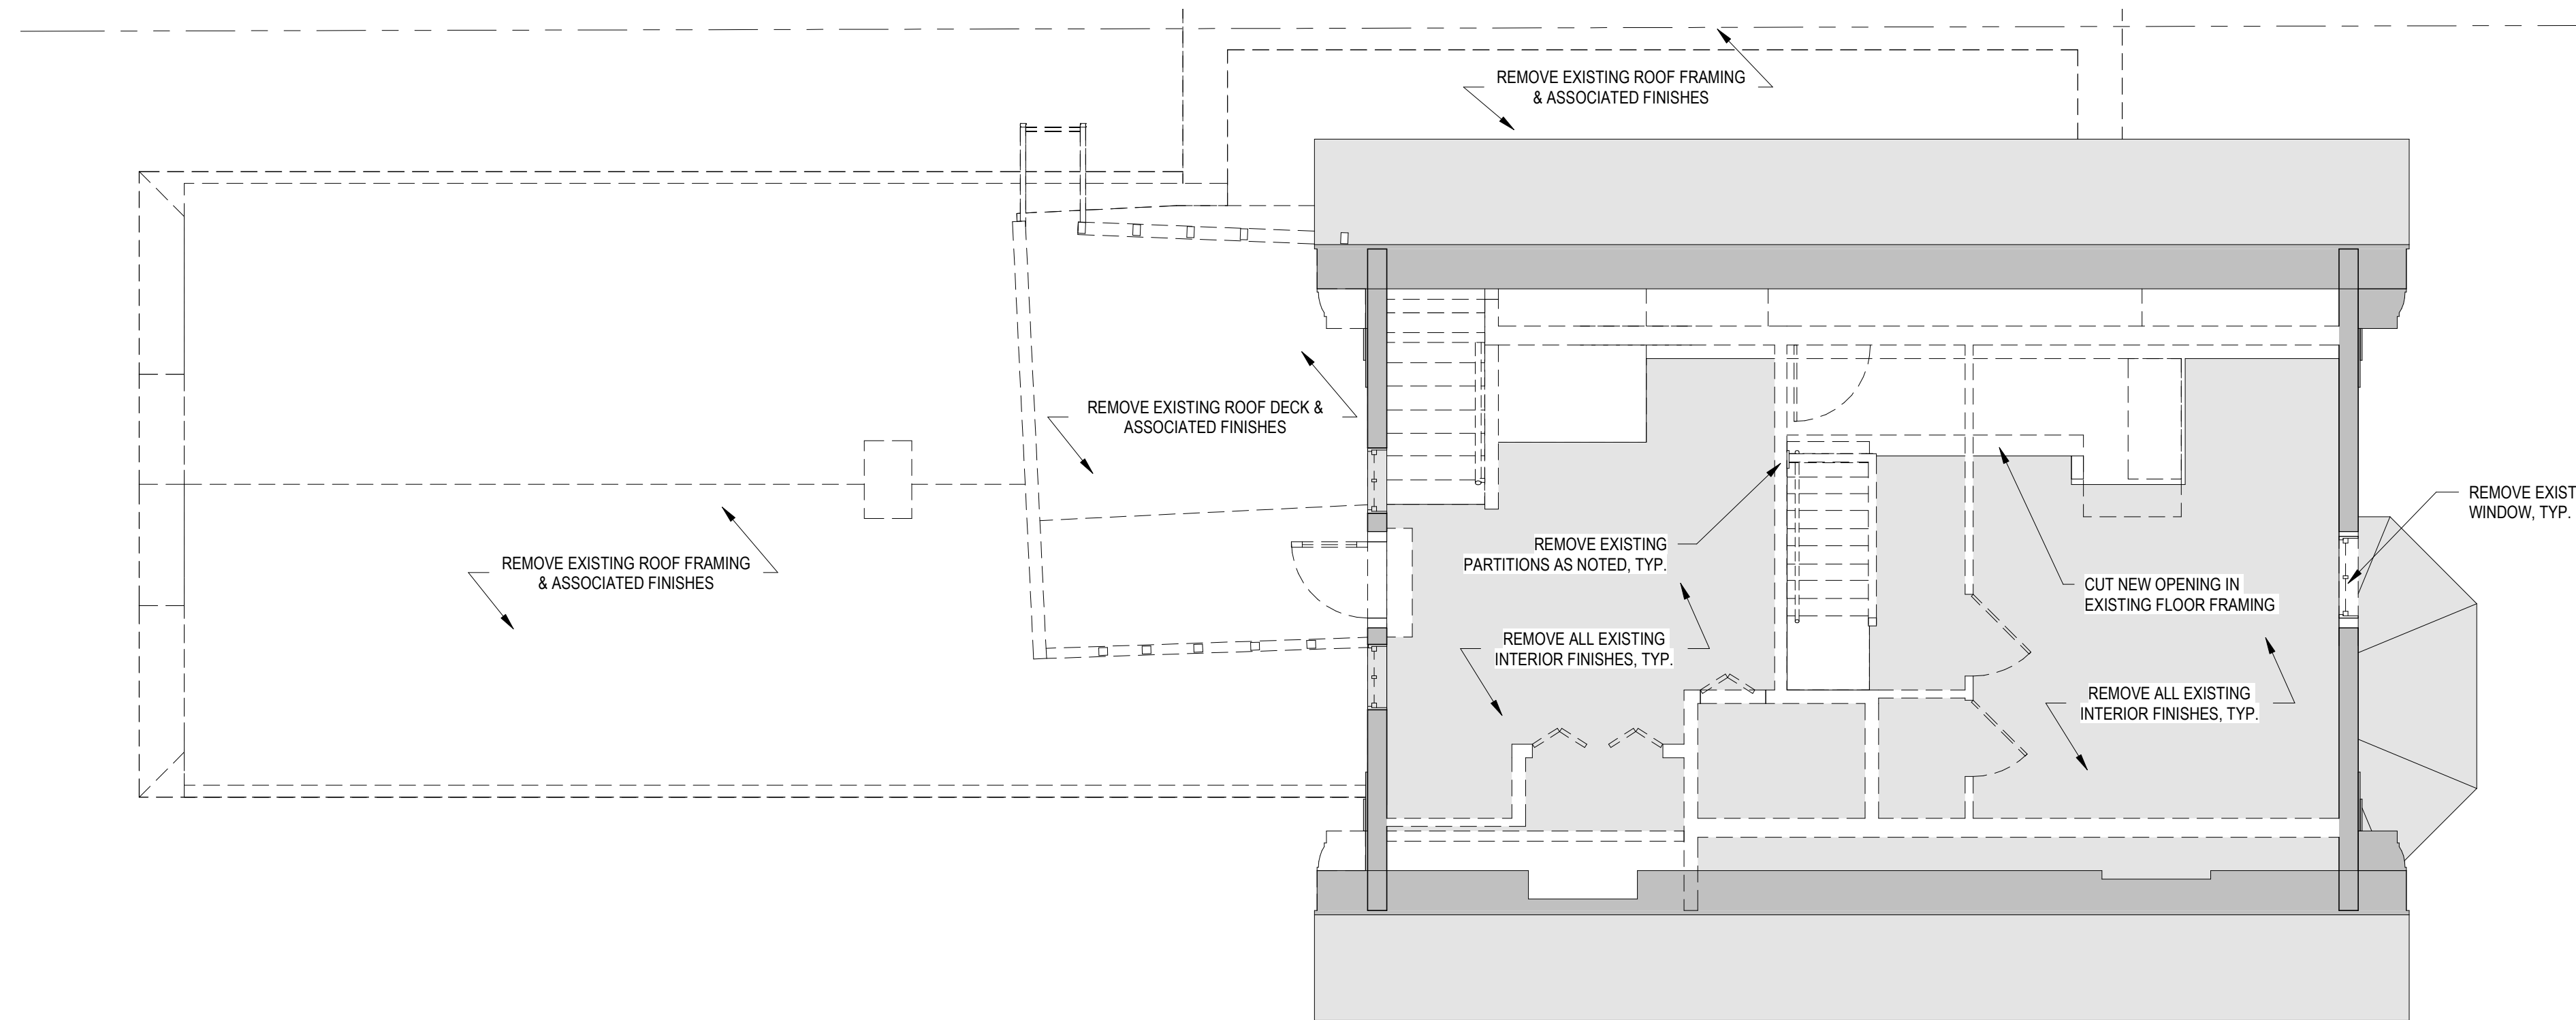 REMOVE EXISTING ROOF FRAMING
& ASSOCIATED FINISHES
REMOVE EXISTING ROOF DECK &
ASSOCIATED FINISHES
REMOVE EXISTING ROOF FRAMING
& ASSOCIATED FINISHES
REMOVE EXISTING
PARTITIONS AS NOTED, TYP.
REMOVE ALL EXISTING
INTERIOR FINISHES, TYP.
CUT NEW OPENING IN
EXISTING FLOOR FRAMING
REMOVE ALL EXISTING
INTERIOR FINISHES, TYP.
REMOVE EXIST
WINDOW, TYP.